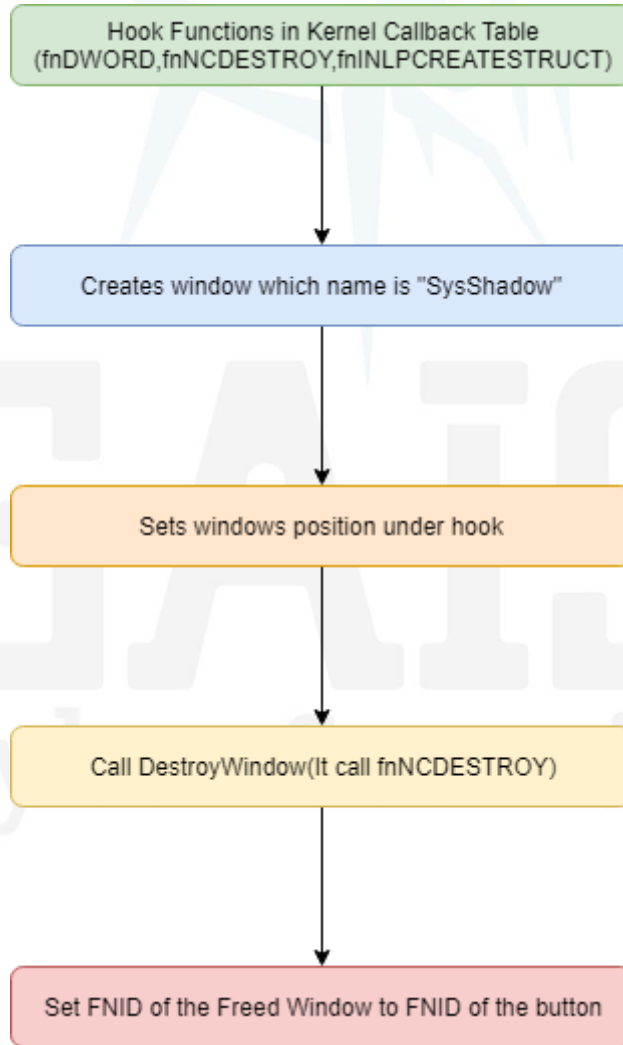 Hook Functions in Kernel Callback Table
(fnDWORD,fnNCDESTROY,fnINLPCREATESTRUCT)
Creates window which name is "SysShadow"
Sets windows position under hook
Call DestroyWindow(It call fnNCDESTROY)
Set FNID of the Freed Window to FNID of the button